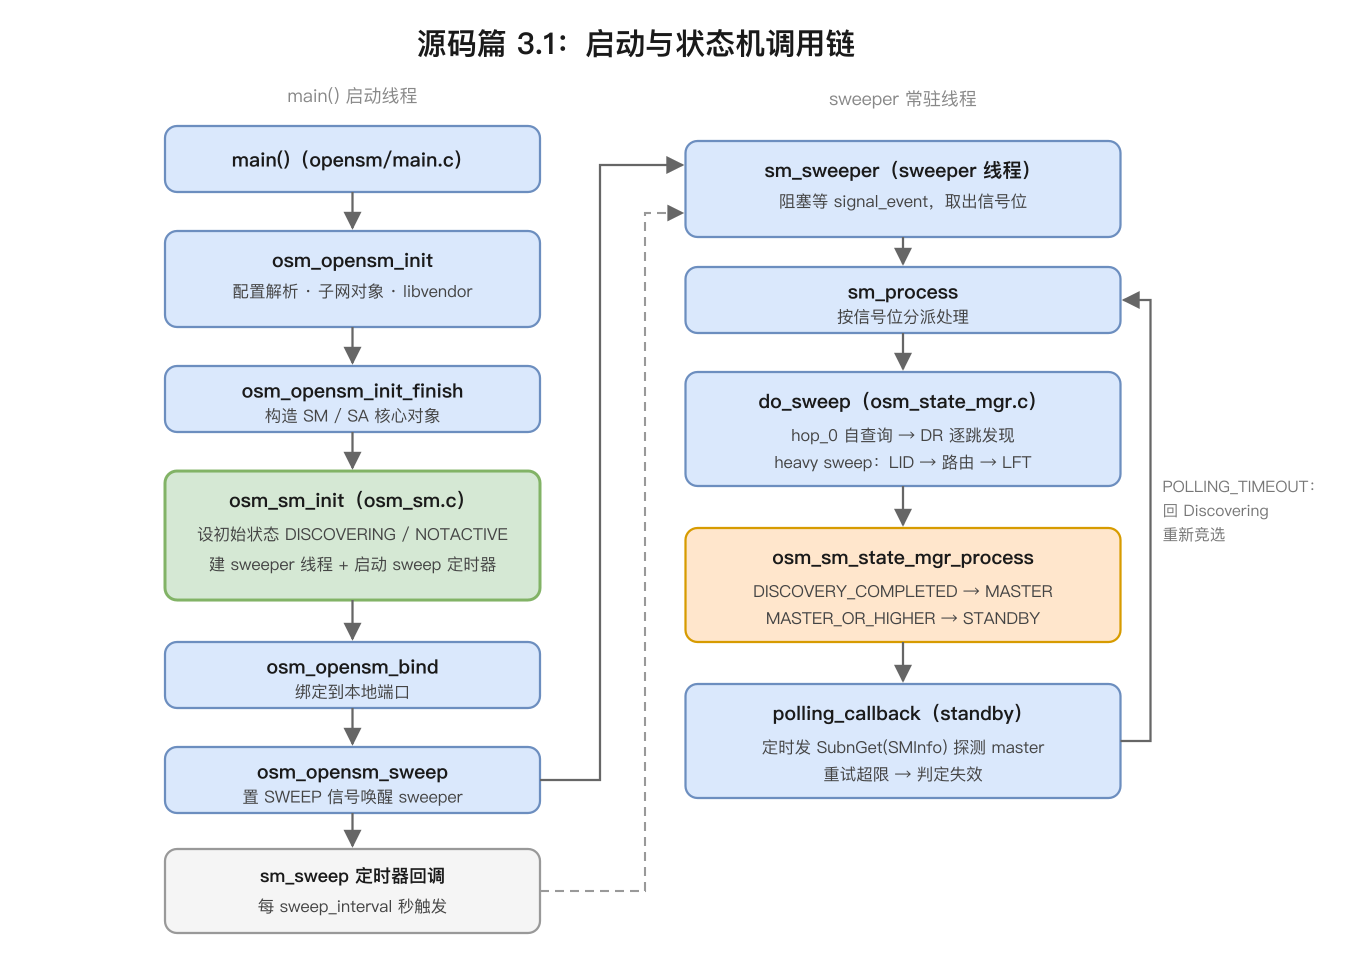 源码篇 3.1：启动与状态机调用链
main() 启动线程
main()（opensm/main.c）
osm_opensm_init
配置解析 · 子网对象 · libvendor
osm_opensm_init_finish
构造 SM / SA 核心对象
osm_sm_init（osm_sm.c）
设初始状态 DISCOVERING / NOTACTIVE
建 sweeper 线程 + 启动 sweep 定时器
osm_opensm_bind
绑定到本地端口
osm_opensm_sweep
置 SWEEP 信号唤醒 sweeper
sm_sweep 定时器回调
每 sweep_interval 秒触发
sweeper 常驻线程
sm_sweeper（sweeper 线程）
阻塞等 signal_event，取出信号位
sm_process
按信号位分派处理
do_sweep（osm_state_mgr.c）
hop_0 自查询 → DR 逐跳发现
heavy sweep：LID → 路由 → LFT
osm_sm_state_mgr_process
DISCOVERY_COMPLETED → MASTER
MASTER_OR_HIGHER → STANDBY
polling_callback（standby）
定时发 SubnGet(SMInfo) 探测 master
重试超限 → 判定失效
POLLING_TIMEOUT：
回 Discovering
重新竞选